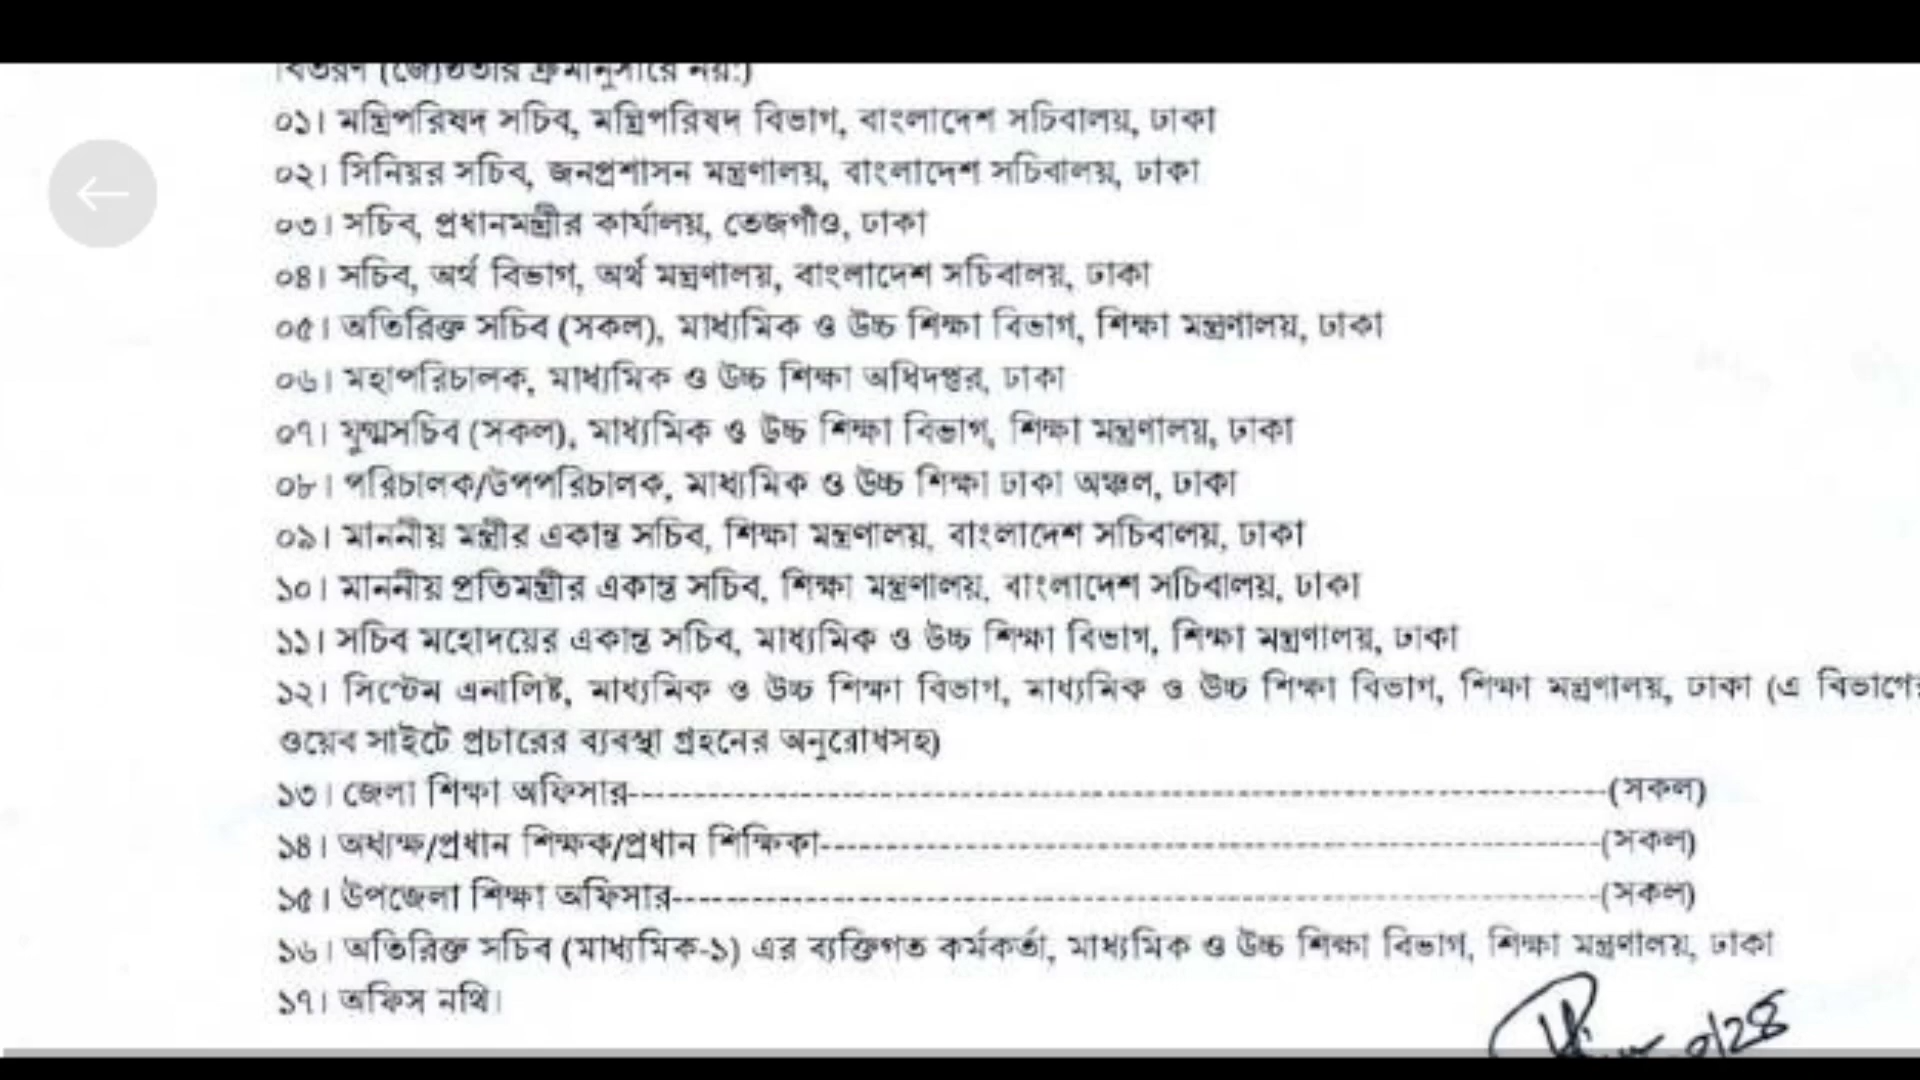 বিতরণ (জ্যেষ্ঠতার ক্রমানুসারে নয়:)
০১। মন্ত্রিপরিষদ সচিব, মন্ত্রিপরিষদ বিভাগ, বাংলাদেশ সচিবালয়, ঢাকা
০২। সিনিয়র সচিব, জনপ্রশাসন মন্ত্রণালয়, বাংলাদেশ সচিবালয়, ঢাকা
০৩। সচিব, প্রধানমন্ত্রীর কার্যালয়, তেজগাঁও, ঢাকা
০৪। সচিব, অর্থ বিভাগ, অর্থ মন্ত্রণালয়, বাংলাদেশ সচিবালয়, ঢাকা
০৫। অতিরিক্ত সচিব (সকল), মাধ্যমিক ও উচ্চ শিক্ষা বিভাগ, শিক্ষা মন্ত্রণালয়, ঢাকা
০৬। মহাপরিচালক, মাধ্যমিক ও উচ্চ শিক্ষা অধিদপ্তর, ঢাকা
০৭। যুগ্মসচিব (সকল), মাধ্যমিক ও উচ্চ শিক্ষা বিভাগ, শিক্ষা মন্ত্রণালয়, ঢাকা
০৮। পরিচালক/উপপরিচালক, মাধ্যমিক ও উচ্চ শিক্ষা ঢাকা অঞ্চল, ঢাকা
০৯। মাননীয় মন্ত্রীর একান্ত সচিব, শিক্ষা মন্ত্রণালয়, বাংলাদেশ সচিবালয়, ঢাকা
১০। মাননীয় প্রতিমন্ত্রীর একান্ত সচিব, শিক্ষা মন্ত্রণালয়, বাংলাদেশ সচিবালয়, ঢাকা
১১। সচিব মহোদয়ের একান্ত সচিব, মাধ্যমিক ও উচ্চ শিক্ষা বিভাগ, শিক্ষা মন্ত্রণালয়, ঢাকা
১২। সিস্টেম এনালিষ্ট, মাধ্যমিক ও উচ্চ শিক্ষা বিভাগ, মাধ্যমিক ও উচ্চ শিক্ষা বিভাগ, শিক্ষা মন্ত্রণালয়, ঢাকা (এ বিভাগের
ওয়েব সাইটে প্রচারের ব্যবস্থা গ্রহনের অনুরোধসহ)
১৩। জেলা শিক্ষা অফিসার--------------------------------------------------------(সকল)
১৪। অধ্যক্ষ/প্রধান শিক্ষক/প্রধান শিক্ষিকা---------------------------------------------(সকল)
১৫। উপজেলা শিক্ষা অফিসার-----------------------------------------------------(সকল)
১৬। অতিরিক্ত সচিব (মাধ্যমিক-১) এর ব্যক্তিগত কর্মকর্তা, মাধ্যমিক ও উচ্চ শিক্ষা বিভাগ, শিক্ষা মন্ত্রণালয়, ঢাকা
১৭। অফিস নথি।